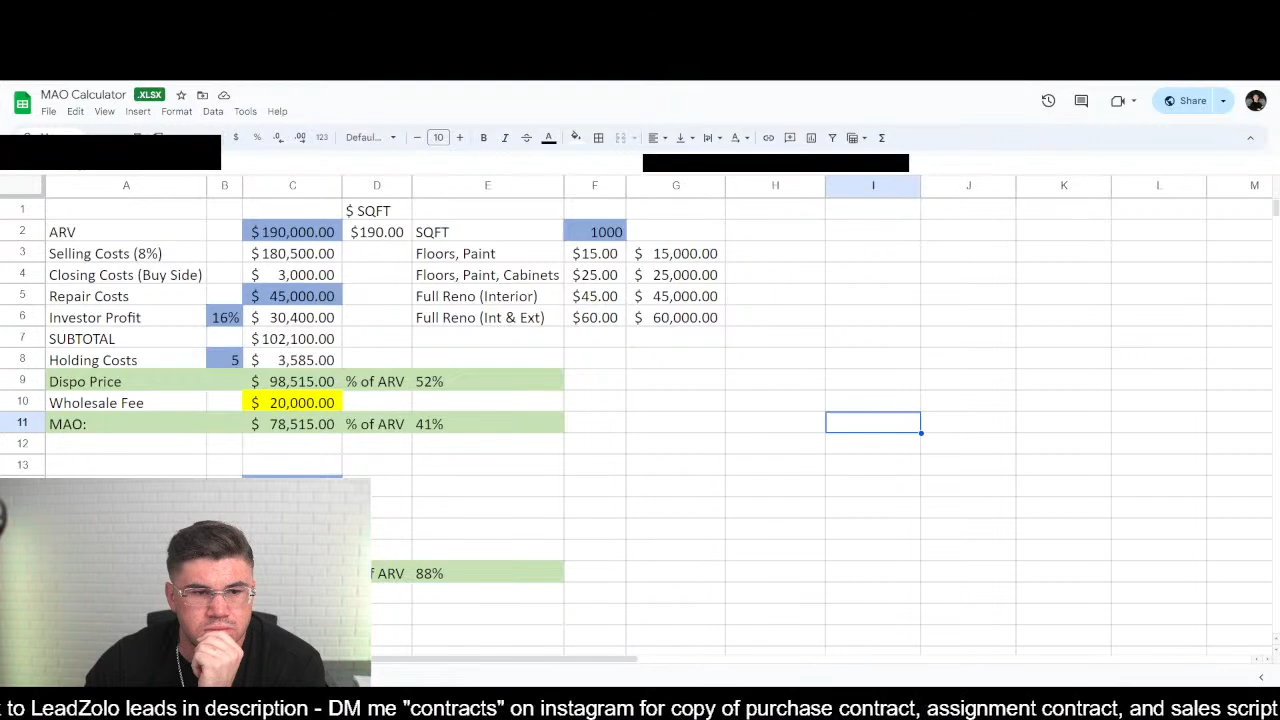 MAO Calculator .XLSX
File Edit View Insert Format Data Tools Help
Share
$ % .0 .00 123 Defaul... − 10 + B I A Σ
A B C D E F G H I J K L M
1 $ SQFT
2 ARV $ 190,000.00 $190.00 SQFT 1000
3 Selling Costs (8%) $ 180,500.00 Floors, Paint $15.00 $ 15,000.00
4 Closing Costs (Buy Side) $ 3,000.00 Floors, Paint, Cabinets $25.00 $ 25,000.00
5 Repair Costs $ 45,000.00 Full Reno (Interior) $45.00 $ 45,000.00
6 Investor Profit 16% $ 30,400.00 Full Reno (Int & Ext) $60.00 $ 60,000.00
7 SUBTOTAL $ 102,100.00
8 Holding Costs 5 $ 3,585.00
9 Dispo Price $ 98,515.00 % of ARV 52%
10 Wholesale Fee $ 20,000.00
11 MAO: $ 78,515.00 % of ARV 41%
12
13
ARV 88%
to LeadZolo leads in description - DM me "contracts" on instagram for copy of purchase contract, assignment contract, and sales script